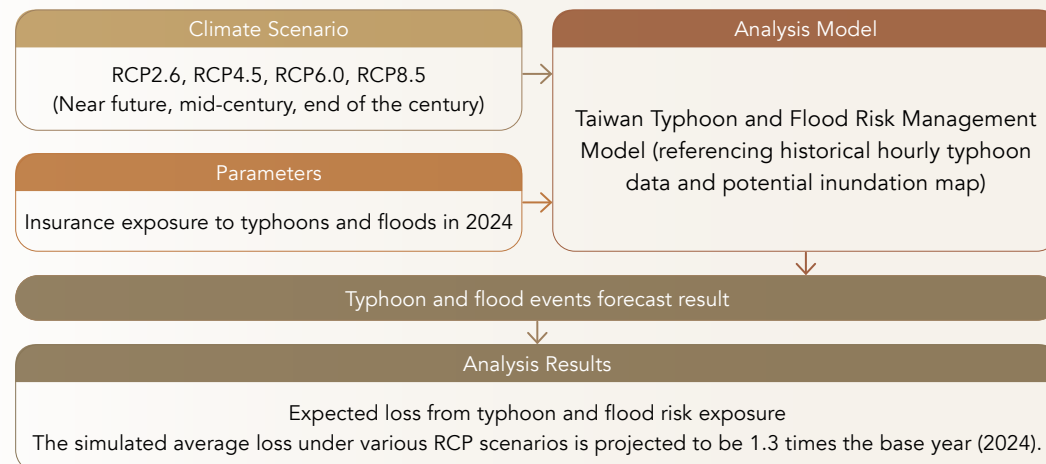 Climate Scenario
RCP2.6, RCP4.5, RCP6.0, RCP8.5
(Near future, mid-century, end of the century)
Parameters
Insurance exposure to typhoons and floods in 2024
Analysis Model
Taiwan Typhoon and Flood Risk Management
Model (referencing historical hourly typhoon
data and potential inundation map)
Typhoon and flood events forecast result
Analysis Results
Expected loss from typhoon and flood risk exposure
The simulated average loss under various RCP scenarios is projected to be 1.3 times the base year (2024).